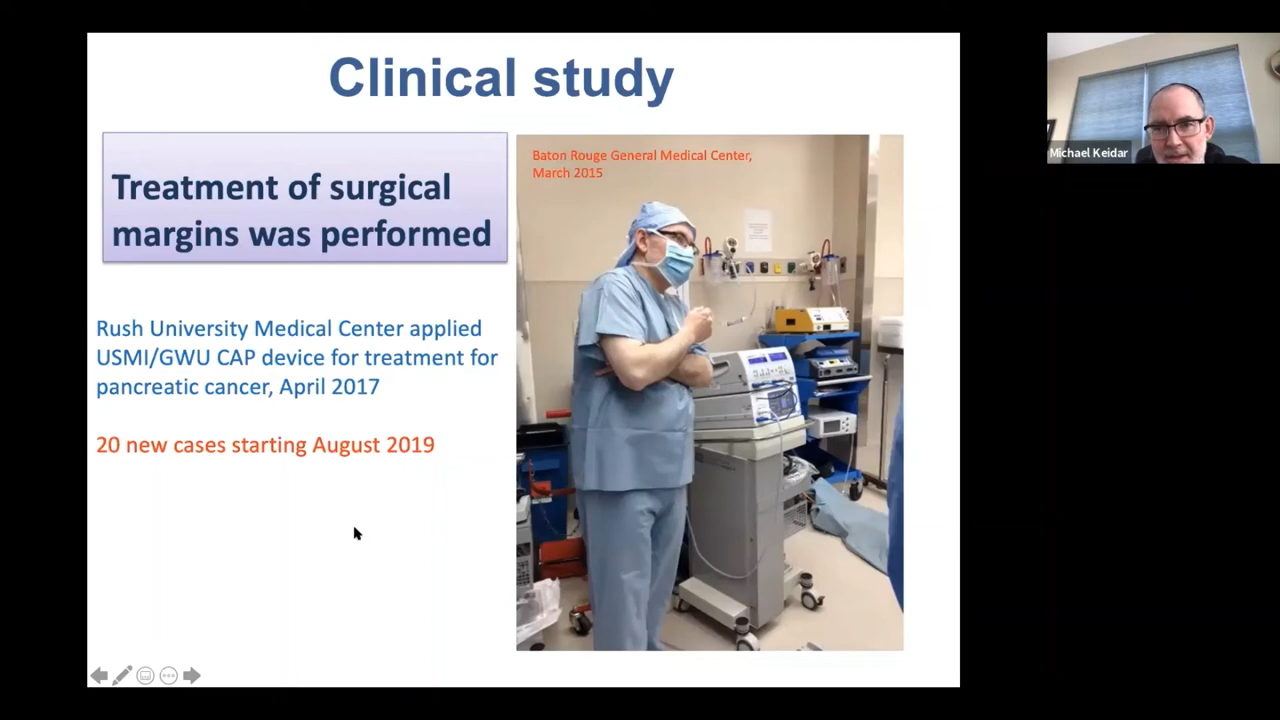 Clinical study
Treatment of surgical
margins was performed
Baton Rouge General Medical Center,
March 2015
Rush University Medical Center applied
USMI/GWU CAP device for treatment for
pancreatic cancer, April 2017
20 new cases starting August 2019
Michael Keidar